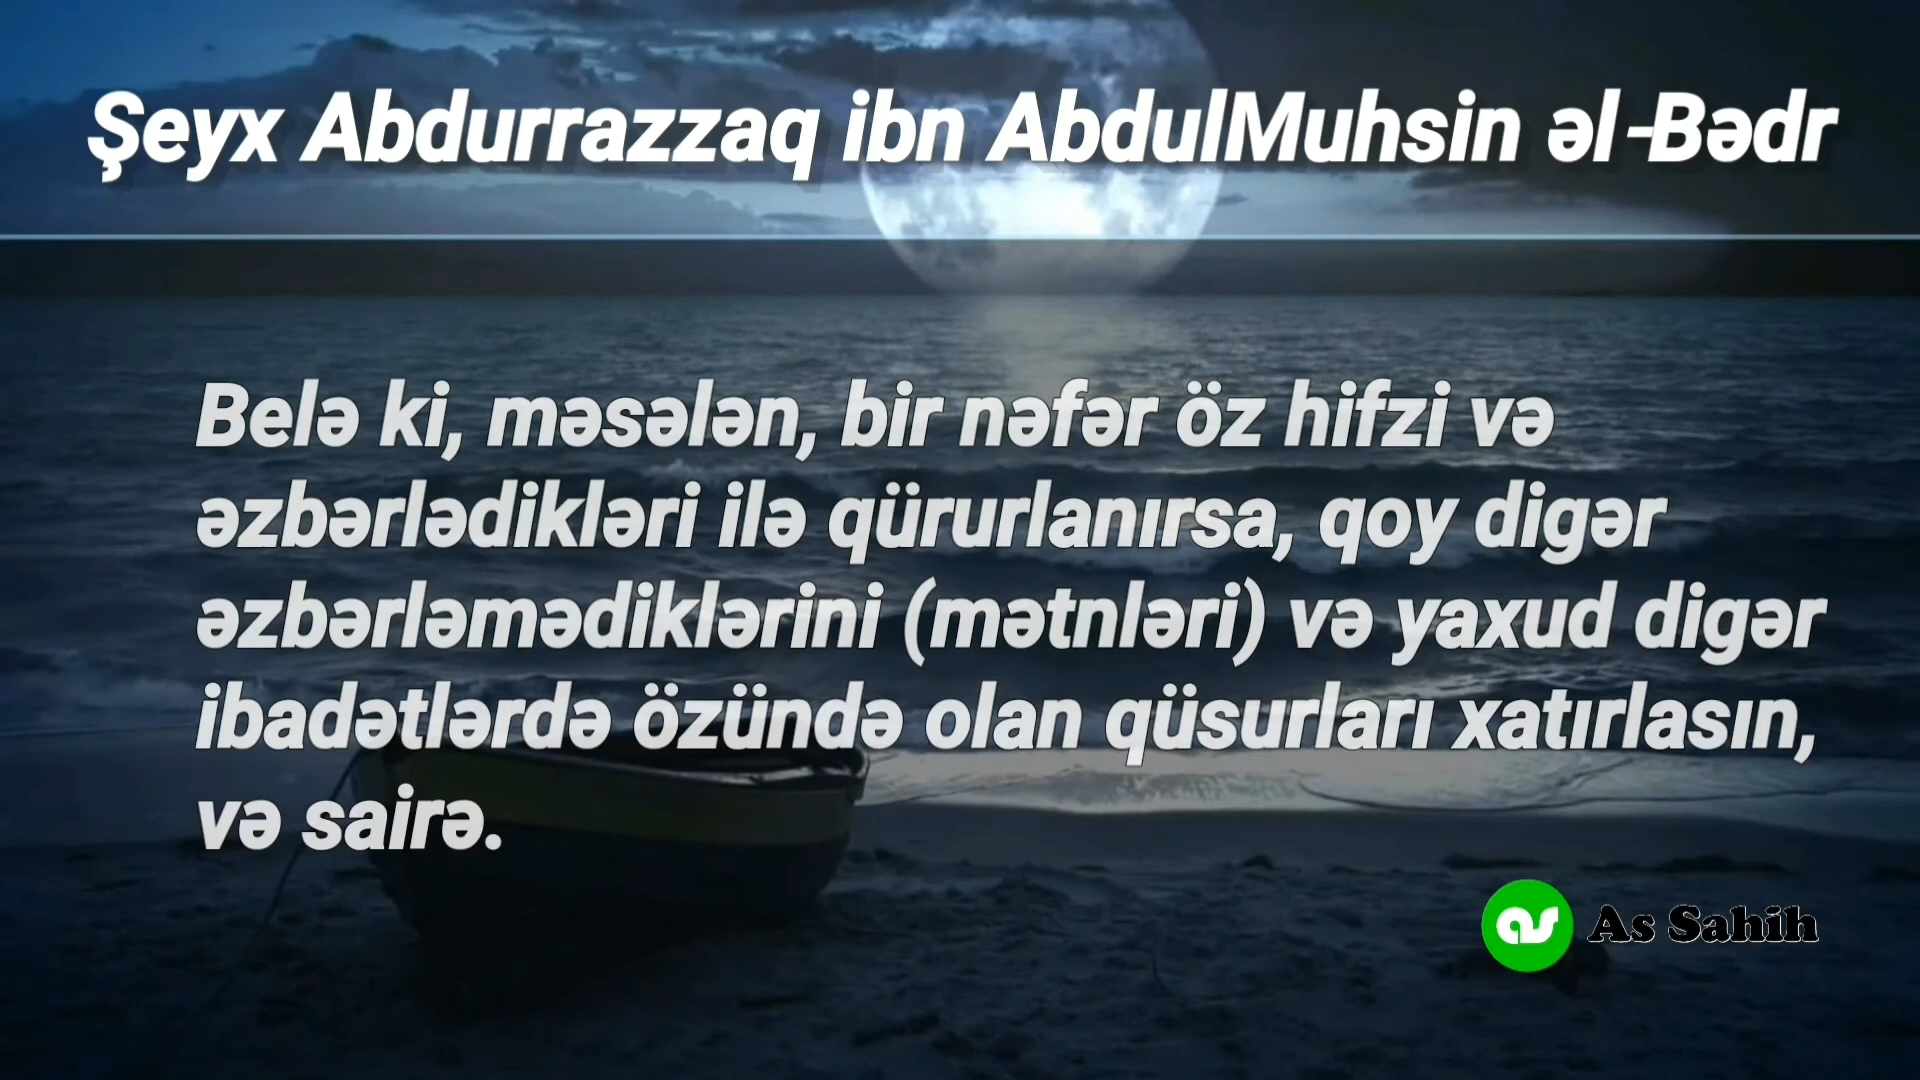 Şeyx Abdurrazzaq ibn AbdulMuhsin əl-Bədr
Belə ki, məsələn, bir nəfər öz hifzi və
əzbərlədikləri ilə qürurlanırsa, qoy digər
əzbərləmədiklərini (mətnləri) və yaxud digər
ibadətlərdə özündə olan qüsurları xatırlasın,
və sairə.
as As Sahih